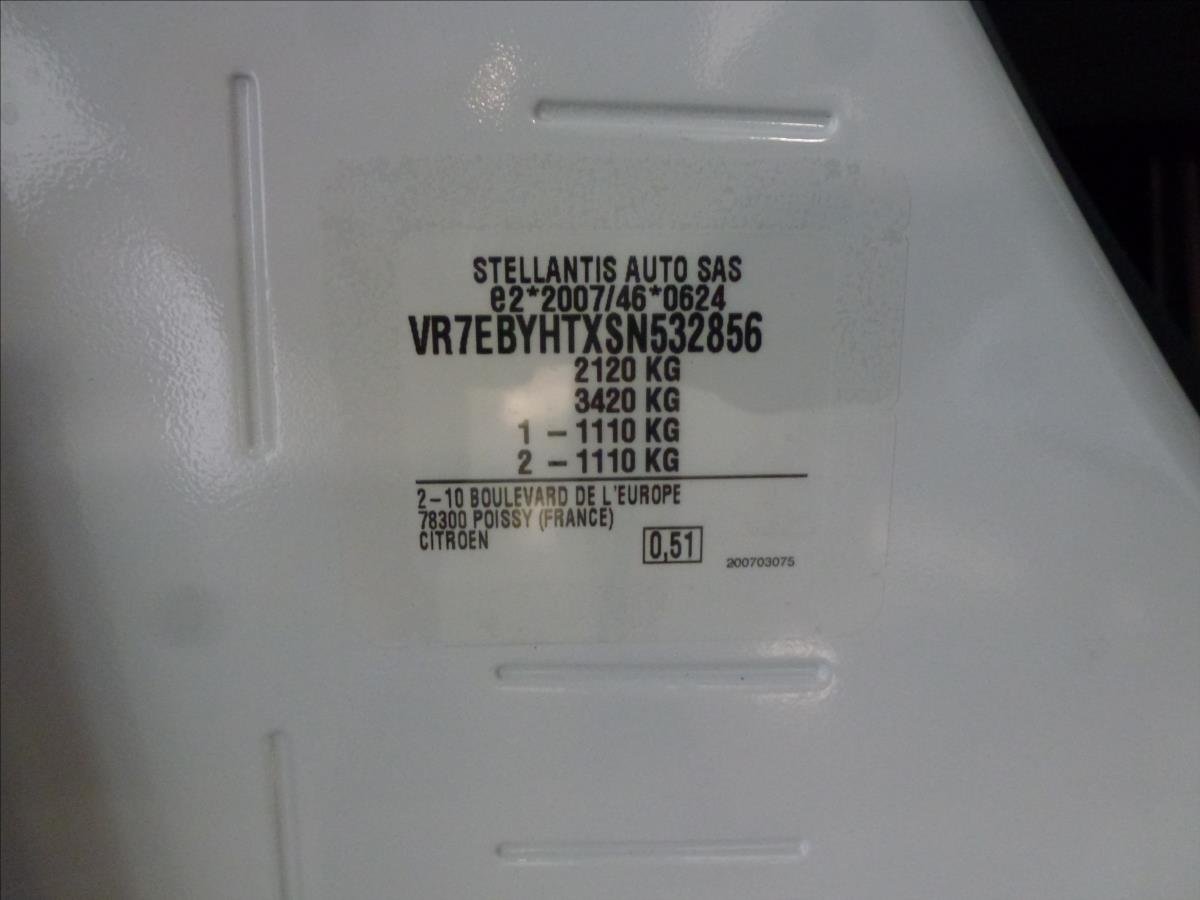 STELLANTIS AUTO SAS
e2*2007/46*0624
VR7EBYHTXSN532856
2120 KG
3420 KG
1 – 1110 KG
2 – 1110 KG
2–10 BOULEVARD DE L'EUROPE
78300 POISSY (FRANCE)
CITROEN
0,51
200703075